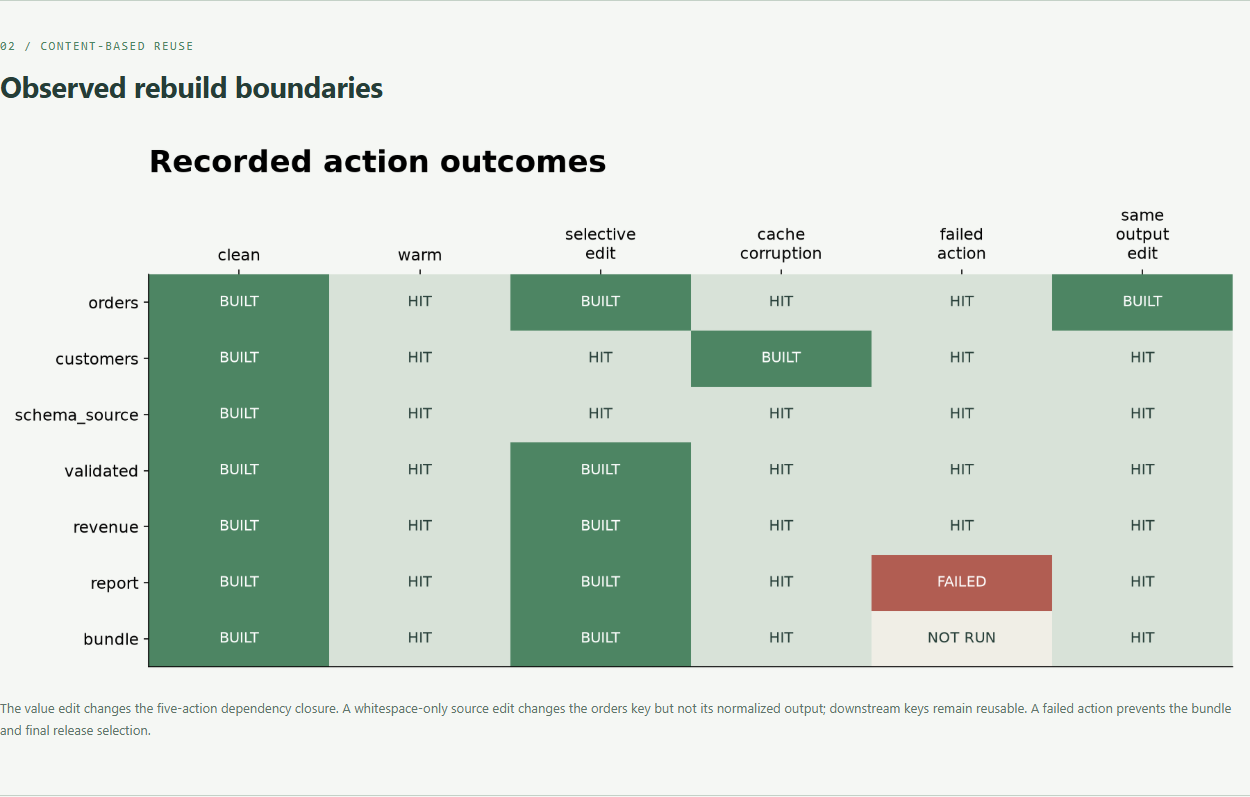 02 / CONTENT-BASED REUSE
Observed rebuild boundaries
Recorded action outcomes
clean warm selective edit cache corruption failed action same output edit
orders BUILT HIT BUILT HIT HIT BUILT
customers BUILT HIT HIT BUILT HIT HIT
schema_source BUILT HIT HIT HIT HIT HIT
validated BUILT HIT BUILT HIT HIT HIT
revenue BUILT HIT BUILT HIT HIT HIT
report BUILT HIT BUILT HIT FAILED HIT
bundle BUILT HIT BUILT HIT NOT RUN HIT
The value edit changes the five-action dependency closure. A whitespace-only source edit changes the orders key but not its normalized output; downstream keys remain reusable. A failed action prevents the bundle
and final release selection.